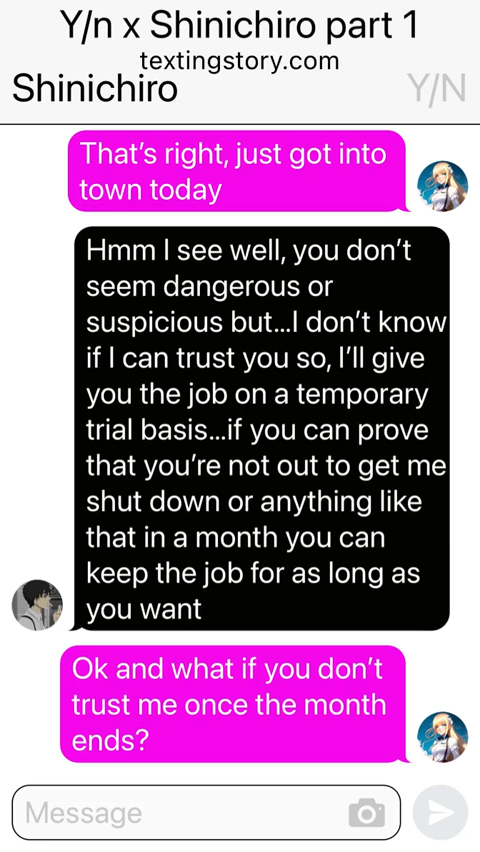 Y/n x Shinichiro part 1
textingstory.com
Shinichiro
Y/N
That’s right, just got into
town today
Hmm I see well, you don’t
seem dangerous or
suspicious but...I don’t know
if I can trust you so, I’ll give
you the job on a temporary
trial basis...if you can prove
that you’re not out to get me
shut down or anything like
that in a month you can
keep the job for as long as
you want
Ok and what if you don’t
trust me once the month
ends?
Message